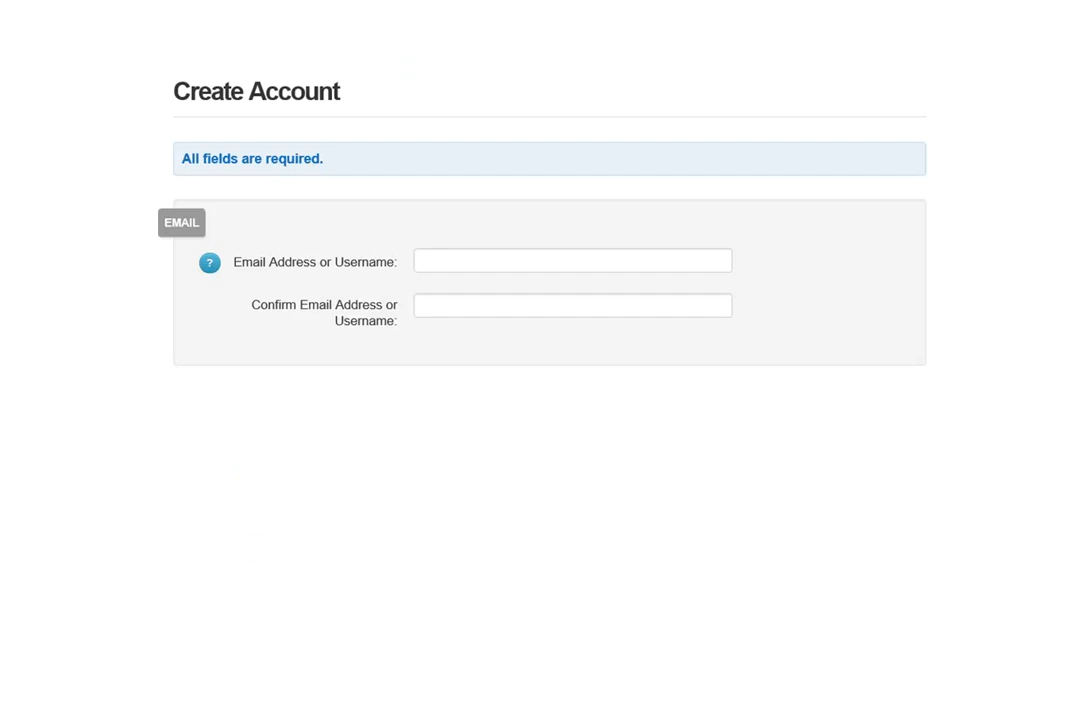 Create Account
All fields are required.
EMAIL
? Email Address or Username:
Confirm Email Address or
Username: